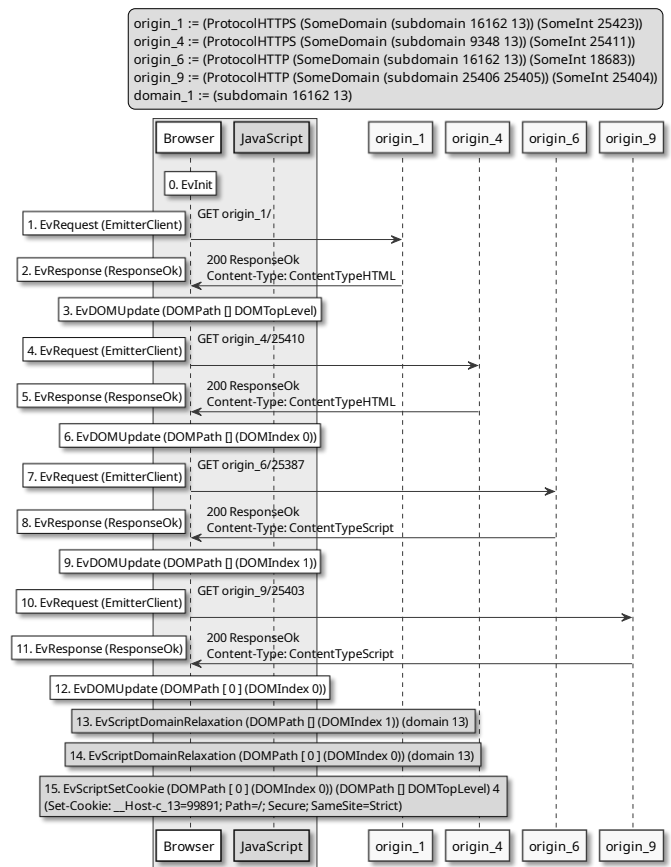 origin_1 := (ProtocolHTTPS (SomeDomain (subdomain 16162 13)) (SomeInt 25423))
origin_4 := (ProtocolHTTPS (SomeDomain (subdomain 9348 13)) (SomeInt 25411))
origin_6 := (ProtocolHTTP (SomeDomain (subdomain 16162 13)) (SomeInt 18683))
origin_9 := (ProtocolHTTP (SomeDomain (subdomain 25406 25405)) (SomeInt 25404))
domain_1 := (subdomain 16162 13)
Browser JavaScript origin_1 origin_4 origin_6 origin_9
0. EvInit
GET origin_1/
1. EvRequest (EmitterClient)
200 ResponseOk
2. EvResponse (ResponseOk)
Content-Type: ContentTypeHTML
3. EvDOMUpdate (DOMPath [] DOMTopLevel)
GET origin_4/25410
4. EvRequest (EmitterClient)
200 ResponseOk
5. EvResponse (ResponseOk)
Content-Type: ContentTypeHTML
6. EvDOMUpdate (DOMPath [] (DOMIndex 0))
GET origin_6/25387
7. EvRequest (EmitterClient)
200 ResponseOk
8. EvResponse (ResponseOk)
Content-Type: ContentTypeScript
9. EvDOMUpdate (DOMPath [] (DOMIndex 1))
GET origin_9/25403
10. EvRequest (EmitterClient)
200 ResponseOk
11. EvResponse (ResponseOk)
Content-Type: ContentTypeScript
12. EvDOMUpdate (DOMPath [ 0 ] (DOMIndex 0))
13. EvScriptDomainRelaxation (DOMPath [] (DOMIndex 1)) (domain 13)
14. EvScriptDomainRelaxation (DOMPath [ 0 ] (DOMIndex 0)) (domain 13)
15. EvScriptSetCookie (DOMPath [ 0 ] (DOMIndex 0)) (DOMPath [] DOMTopLevel) 4
(Set-Cookie: __Host-c_13=99891; Path=/; Secure; SameSite=Strict)
Browser JavaScript origin_1 origin_4 origin_6 origin_9